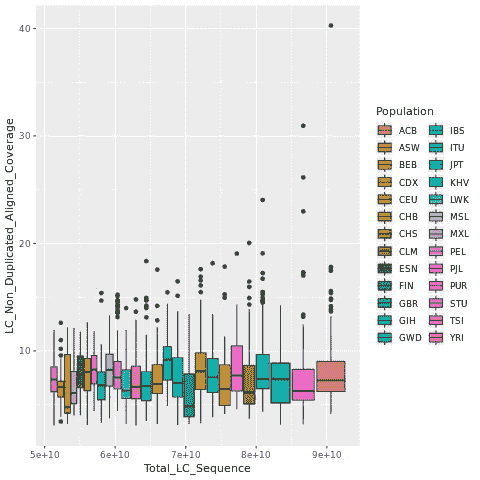 LC_Non_Duplicated_Aligned_Coverage
40
30
20
10
5e+10 6e+10 7e+10 8e+10 9e+10
Total_LC_Sequence
Population
ACB IBS
ASW ITU
BEB JPT
CDX KHV
CEU LWK
CHB MSL
CHS MXL
CLM PEL
ESN PJL
FIN PUR
GBR STU
GIH TSI
GWD YRI